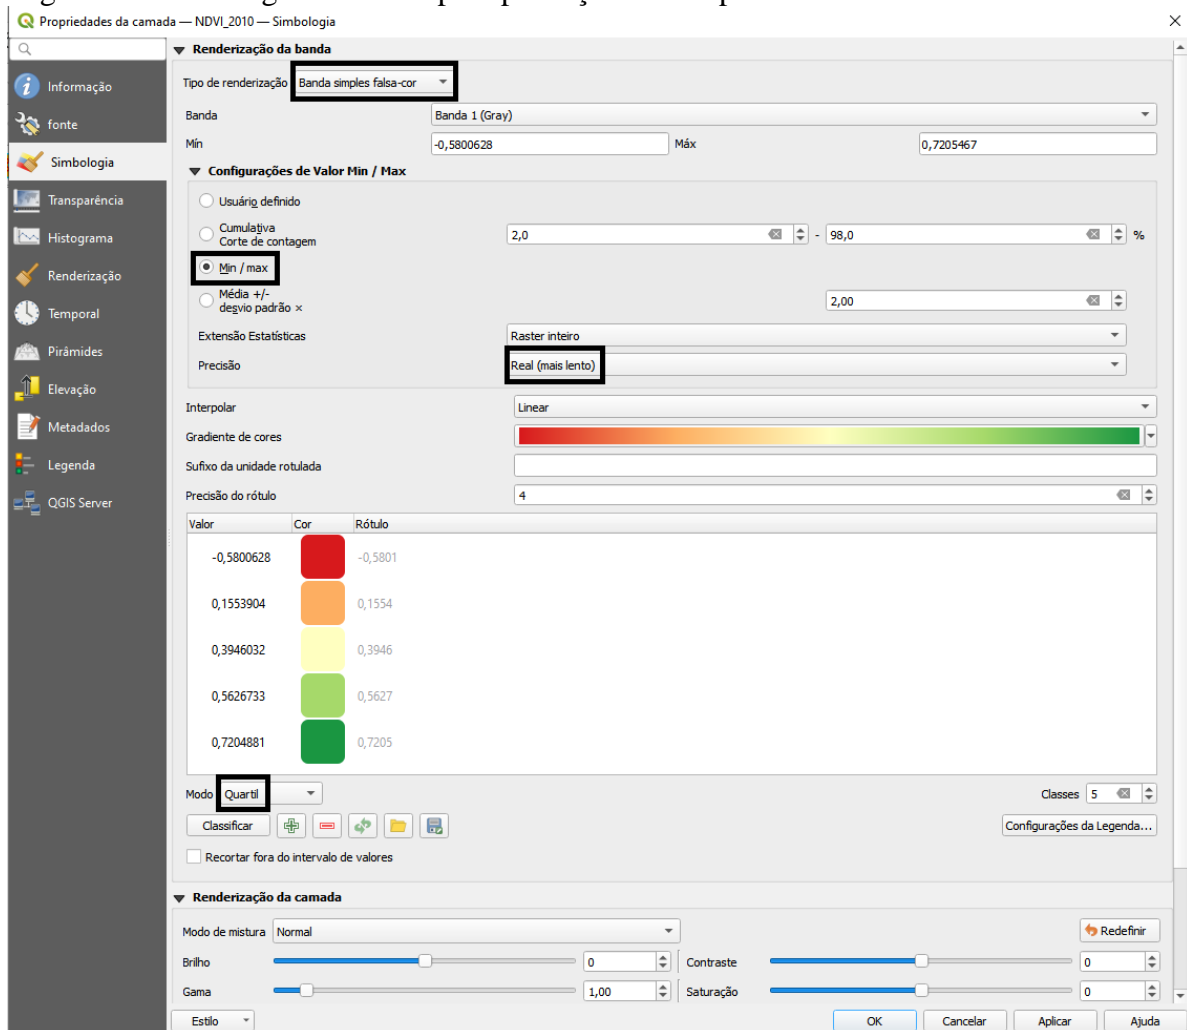 Propriedades da camada — NDVI_2010 — Simbologia
Informação
fonte
Simbologia
Transparência
Histograma
Renderização
Temporal
Pirâmides
Elevação
Metadados
Legenda
QGIS Server
Renderização da banda
Tipo de renderização Banda simples falsa-cor
Banda Banda 1 (Gray)
Mín -0,5800628 Máx 0,7205467
Configurações de Valor Min / Max
Usuário definido
Cumulativa
Corte de contagem 2,0 - 98,0 %
Min / max
Média +/-
desvio padrão × 2,00
Extensão Estatísticas Raster inteiro
Precisão Real (mais lento)
Interpolar Linear
Gradiente de cores
Sufixo da unidade rotulada
Precisão do rótulo 4
Valor Cor Rótulo
-0,5800628 -0,5801
0,1553904 0,1554
0,3946032 0,3946
0,5626733 0,5627
0,7204881 0,7205
Modo Quartil Classes 5
Classificar Configurações da Legenda...
Recortar fora do intervalo de valores
Renderização da camada
Modo de mistura Normal Redefinir
Brilho 0 Contraste 0
Gama 1,00 Saturação 0
Estilo OK Cancelar Aplicar Ajuda